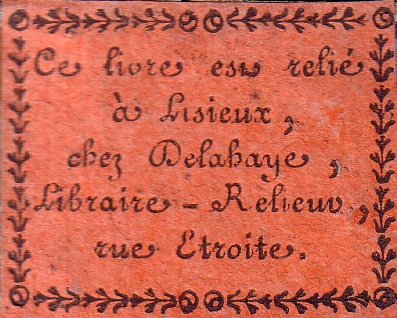 Ce livre est relié
à Lisieux,
chez Delahaye,
Libraire - Relieur,
rue Etroite.